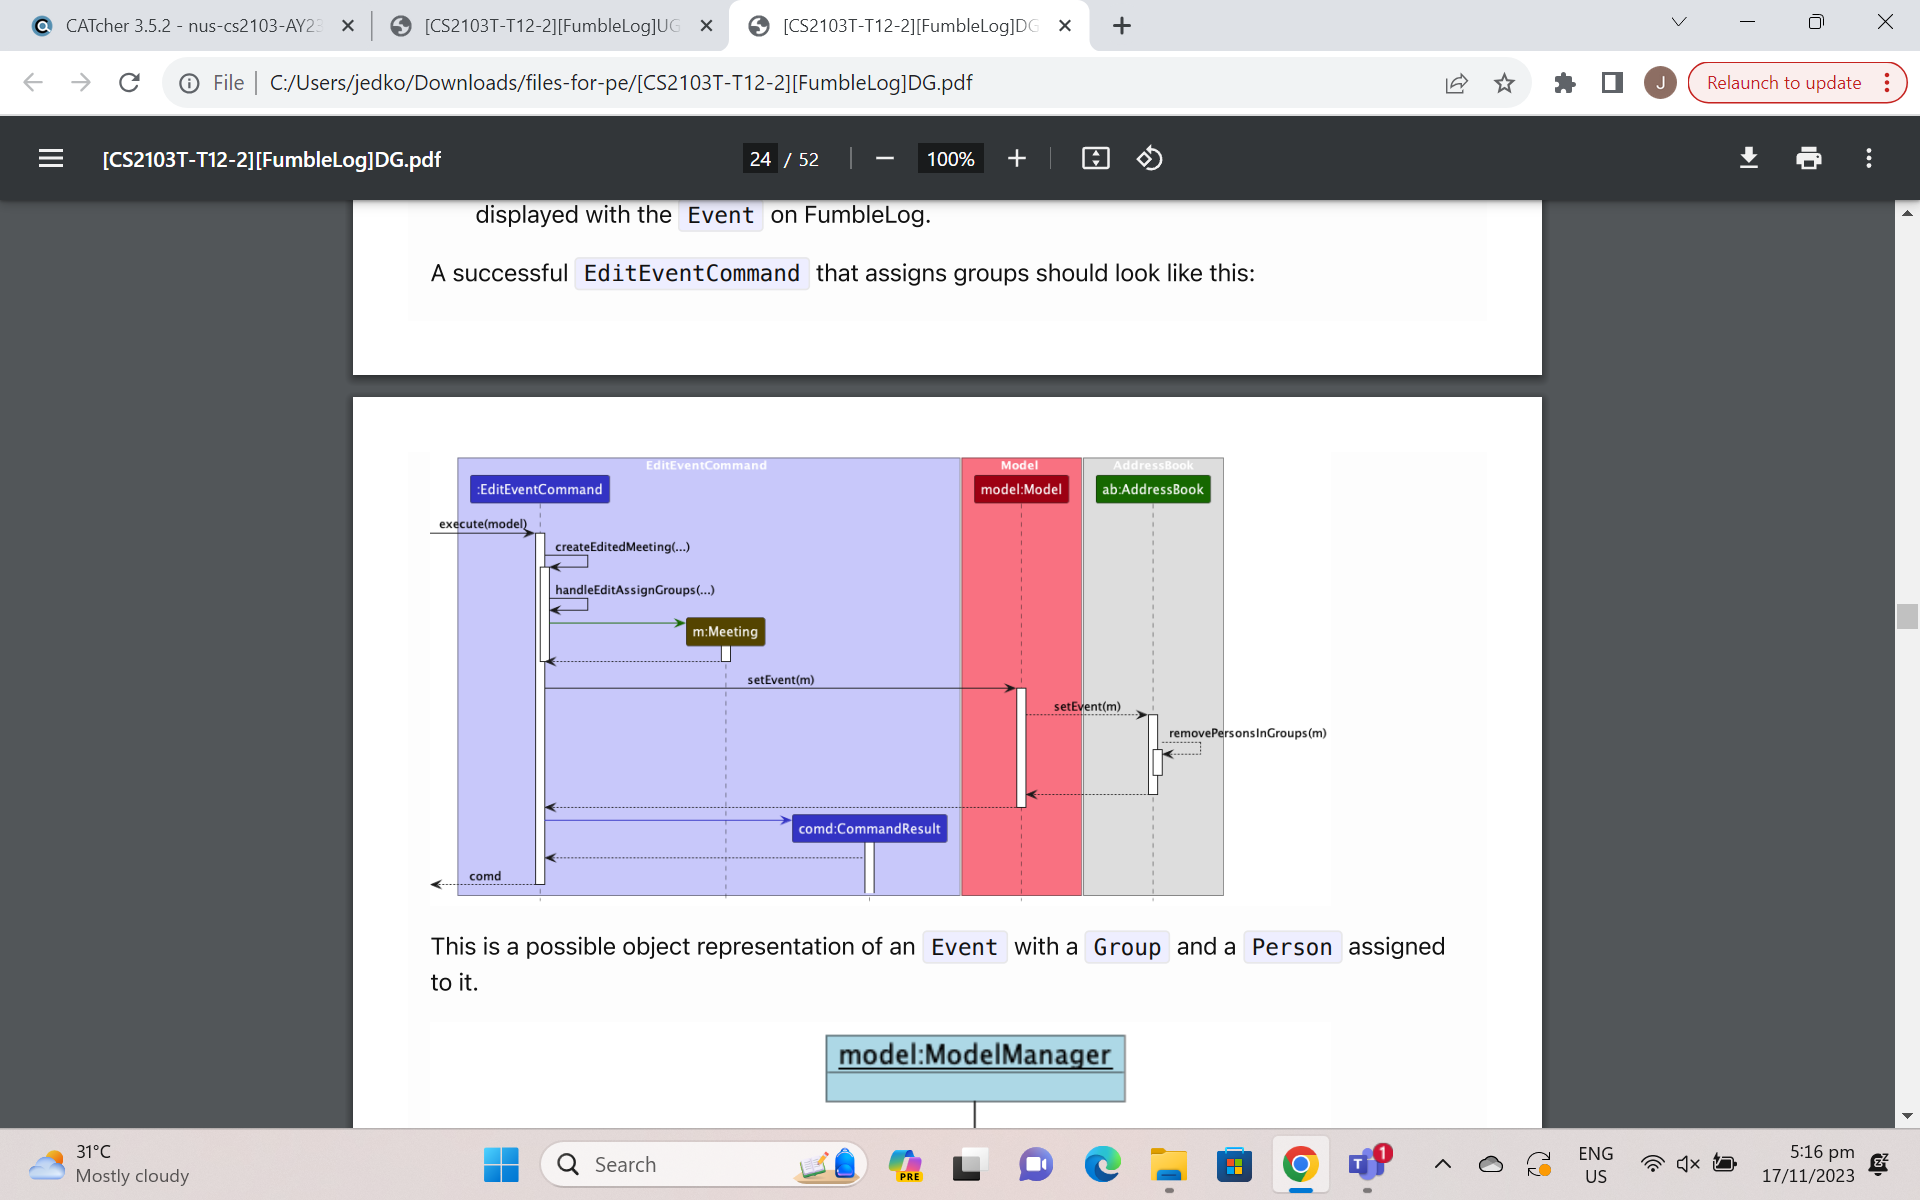 CATcher 3.5.2 - nus-cs2103-AY23
[CS2103T-T12-2][FumbleLog]UG
[CS2103T-T12-2][FumbleLog]DG
File
C:/Users/jedko/Downloads/files-for-pe/[CS2103T-T12-2][FumbleLog]DG.pdf
J
Relaunch to update
[CS2103T-T12-2][FumbleLog]DG.pdf
24 / 52
100%
displayed with the Event on FumbleLog.
A successful EditEventCommand that assigns groups should look like this:
EditEventCommand
Model
AddressBook
:EditEventCommand
model:Model
ab:AddressBook
execute(model)
createEditedMeeting(...)
handleEditAssignGroups(...)
m:Meeting
setEvent(m)
setEvent(m)
removePersonsInGroups(m)
comd:CommandResult
comd
This is a possible object representation of an Event with a Group and a Person assigned
to it.
model:ModelManager
31°C
Mostly cloudy
Search
PRE
1
ENG
US
5:16 pm
17/11/2023